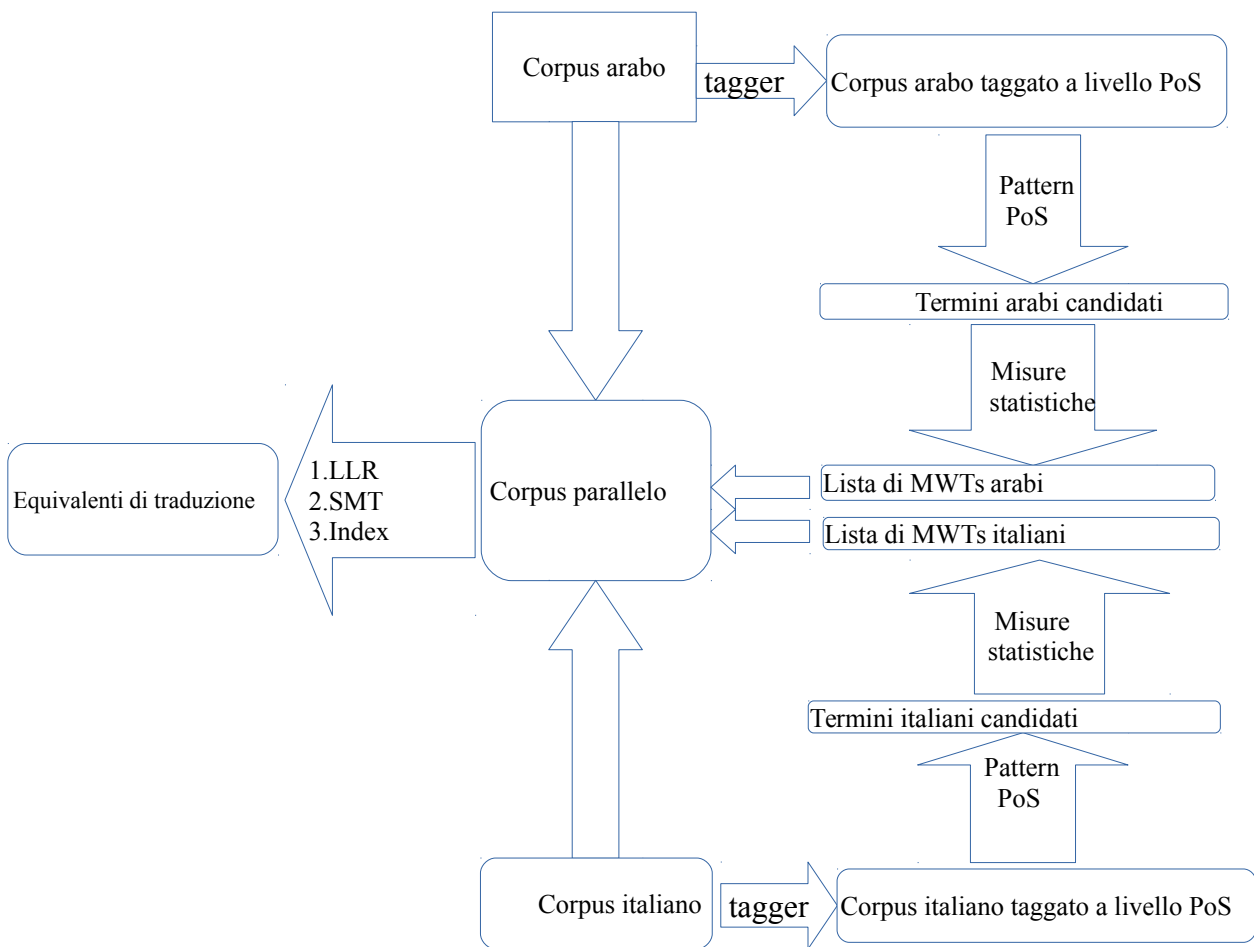 Corpus arabo
tagger
Corpus arabo taggato a livello PoS
Pattern
PoS
Termini arabi candidati
Misure
statistiche
1.LLR
2.SMT
3.Index
Equivalenti di traduzione
Corpus parallelo
Lista di MWTs arabi
Lista di MWTs italiani
Misure
statistiche
Termini italiani candidati
Pattern
PoS
Corpus italiano
tagger
Corpus italiano taggato a livello PoS